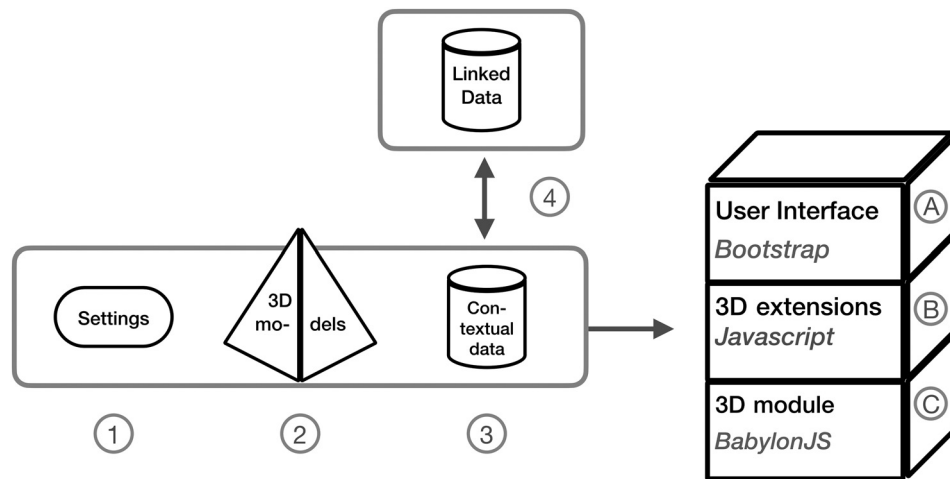 Linked
Data
4
A
User Interface
Bootstrap
Settings
3D
mo-
dels
Con-
textual
data
B
3D extensions
Javascript
C
3D module
BabylonJS
1
2
3